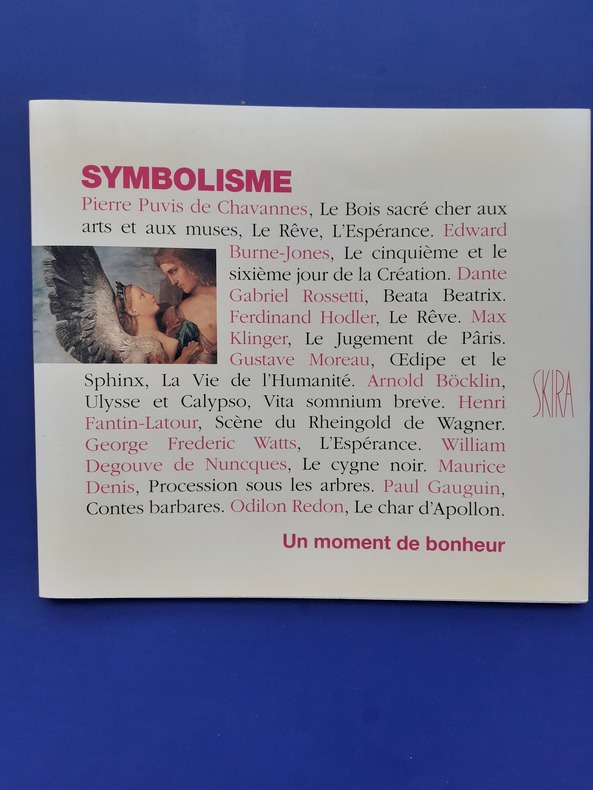 SYMBOLISME
Pierre Puvis de Chavannes, Le Bois sacré cher aux
arts et aux muses, Le Rêve, L'Espérance. Edward
Burne-Jones, Le cinquième et le
sixième jour de la Création. Dante
Gabriel Rossetti, Beata Beatrix.
Ferdinand Hodler, Le Rêve. Max
Klinger, Le Jugement de Pâris.
Gustave Moreau, Œdipe et le
Sphinx, La Vie de l'Humanité. Arnold Böcklin,
Ulysse et Calypso, Vita somnium breve. Henri
Fantin-Latour, Scène du Rheingold de Wagner.
George Frederic Watts, L'Espérance. William
Degouve de Nuncques, Le cygne noir. Maurice
Denis, Procession sous les arbres. Paul Gauguin,
Contes barbares. Odilon Redon, Le char d'Apollon.
Un moment de bonheur
SKIRA